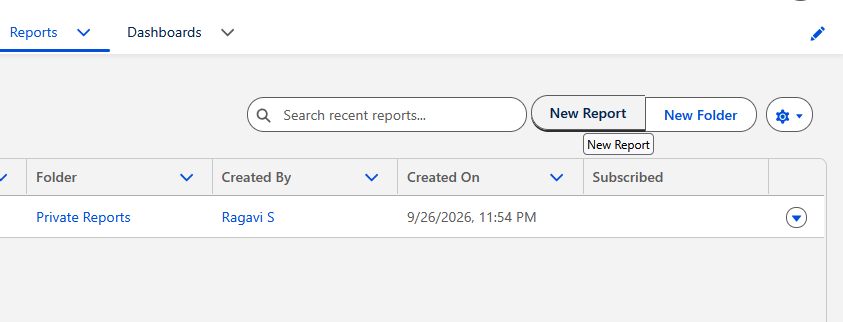 Reports Dashboards
Search recent reports... New Report New Folder
New Report
Folder Created By Created On Subscribed
Private Reports Ragavi S 9/26/2026, 11:54 PM